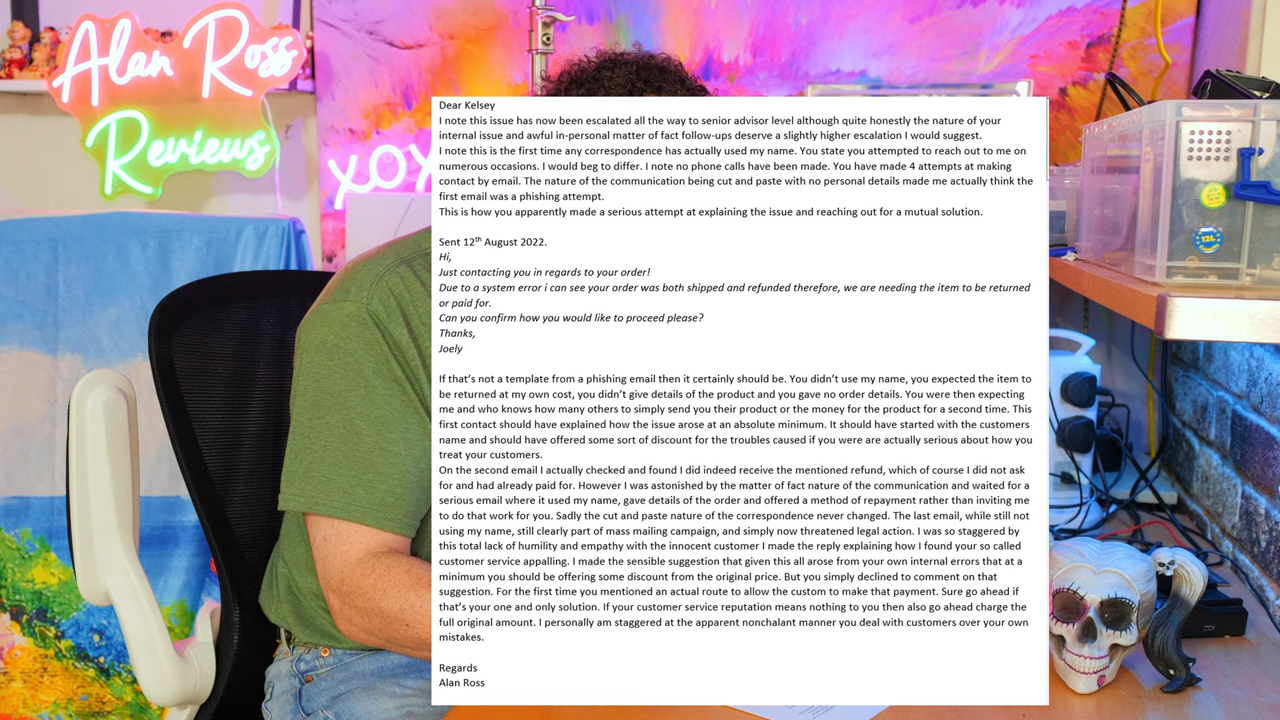 Alan Ross
Reviews
XOX
Dear Kelsey
I note this issue has now been escalated all the way to senior advisor level although quite honestly the nature of your
internal issue and awful in-personal matter of fact follow-ups deserve a slightly higher escalation I would suggest.
I note this is the first time any correspondence has actually used my name. You state you attempted to reach out to me on
numerous occasions. I would beg to differ. I note no phone calls have been made. You have made 4 attempts at making
contact by email. The nature of the communication being cut and paste with no personal details made me actually think the
first email was a phishing attempt.
This is how you apparently made a serious attempt at explaining the issue and reaching out for a mutual solution.
Sent 12th August 2022.
Hi,
Just contacting you in regards to your order!
Due to a system error i can see your order was both shipped and refunded therefore, we are needing the item to be returned
or paid for.
Can you confirm how you would like to proceed please?
Thanks,
Joely
If that's not a template from a phishing email then it certainly should be. You didn't use my name, you expected the item to
be returned at my own cost, you didn't give details of the product and you gave no order details. You were then expecting
me and who knows how many others to simply send you their product or the money for the product for a second time. This
first contact should have explained how the issue arose at an absolute minimum. It should have started with the customers
name and should have offered some sort of discount for the troubles caused if you were are actually serious about how you
treat your customers.
On the second email I actually checked and found I did indeed receive the mentioned refund, which of course I did not ask
for and had already paid for. However I was astonished by the matter of fact nature of the communication and waited for a
serious email where it used my name, gave details of the order and offered a method of repayment rather than inviting me
to do that work for you. Sadly the cut and paste nature of the correspondence never changed. The last email, while still not
using my name, still clearly part of mass mailing campaign, and simply now threatened legal action. I was so staggered by
this total lack of humility and empathy with the innocent customer I made the reply explaining how I found your so called
customer service appalling. I made the sensible suggestion that given this all arose from your own internal errors that at a
minimum you should be offering some discount from the original price. But you simply declined to comment on that
suggestion. For the first time you mentioned an actual route to allow the custom to make that payment. Sure go ahead if
that's your one and only solution. If your customer service reputation means nothing to you then also go ahead charge the
full original amount. I personally am staggered at the apparent nonchalant manner you deal with customers over your own
mistakes.
Regards
Alan Ross
12L